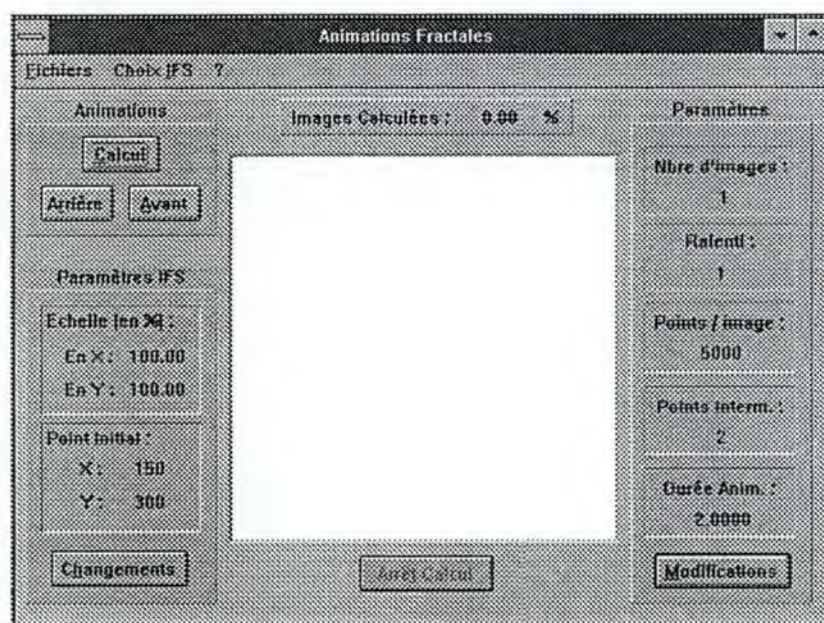 Animations Fractales
Fichiers Choix IFS ?
Animations
Calcul
Arrière Avant
Paramètres IFS
Echelle (en %) :
En X : 100.00
En Y : 100.00
Point Initial :
X : 150
Y : 300
Changements
Images Calculées : 0.00 %
Arrêt Calcul
Paramètres
Nbre d'images :
1
Ralenti :
1
Points / image :
5000
Points Interm. :
2
Durée Anim. :
2.0000
Modifications